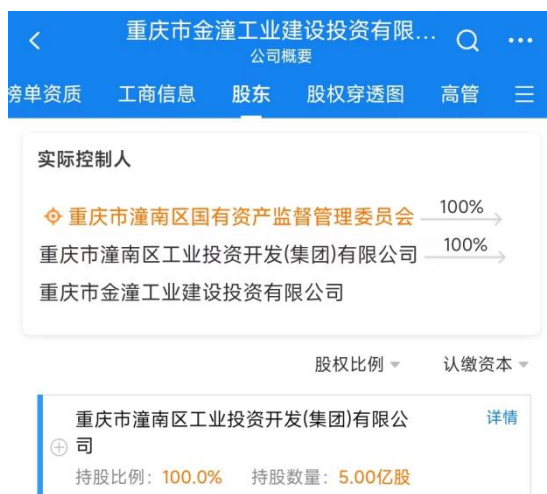 重庆市金潼工业建设投资有限...
公司概要
榜单资质 工商信息 股东 股权穿透图 高管
实际控制人
重庆市潼南区国有资产监督管理委员会 100%
重庆市潼南区工业投资开发(集团)有限公司 100%
重庆市金潼工业建设投资有限公司
股权比例 认缴资本
重庆市潼南区工业投资开发(集团)有限公 详情
司
持股比例: 100.0% 持股数量: 5.00亿股